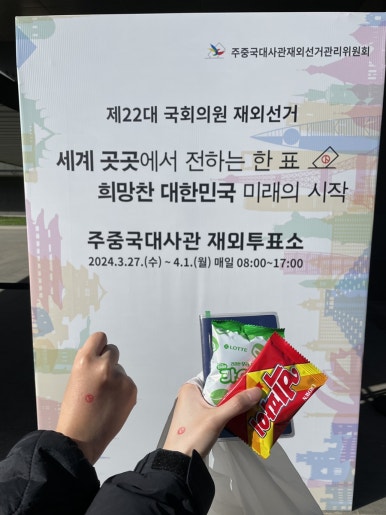 주중국대사관재외선거관리위원회
제22대 국회의원 재외선거
세계 곳곳에서 전하는 한 표
희망찬 대한민국 미래의 시작
주중국대사관 재외투표소
2024.3.27.(수) ~ 4.1.(월) 매일 08:00~17:00
LOTTE